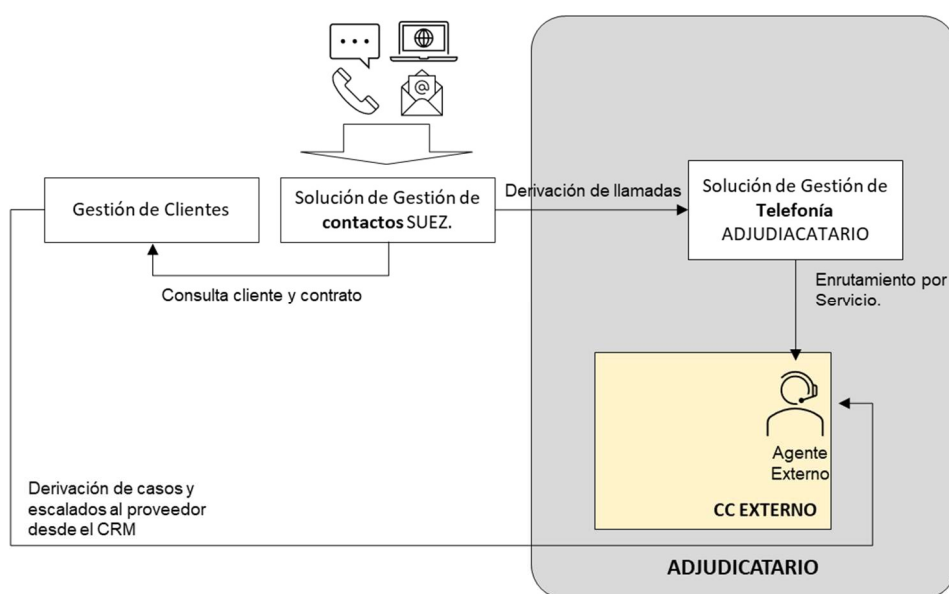 @
Gestión de Clientes
Solución de Gestión de
contactos SUEZ.
Derivación de llamadas
Solución de Gestión de
Telefonía
ADJUDIACATARIO
Consulta cliente y contrato
Enrutamiento por
Servicio.
Agente
Externo
CC EXTERNO
Derivación de casos y
escalados al proveedor
desde el CRM
ADJUDICATARIO